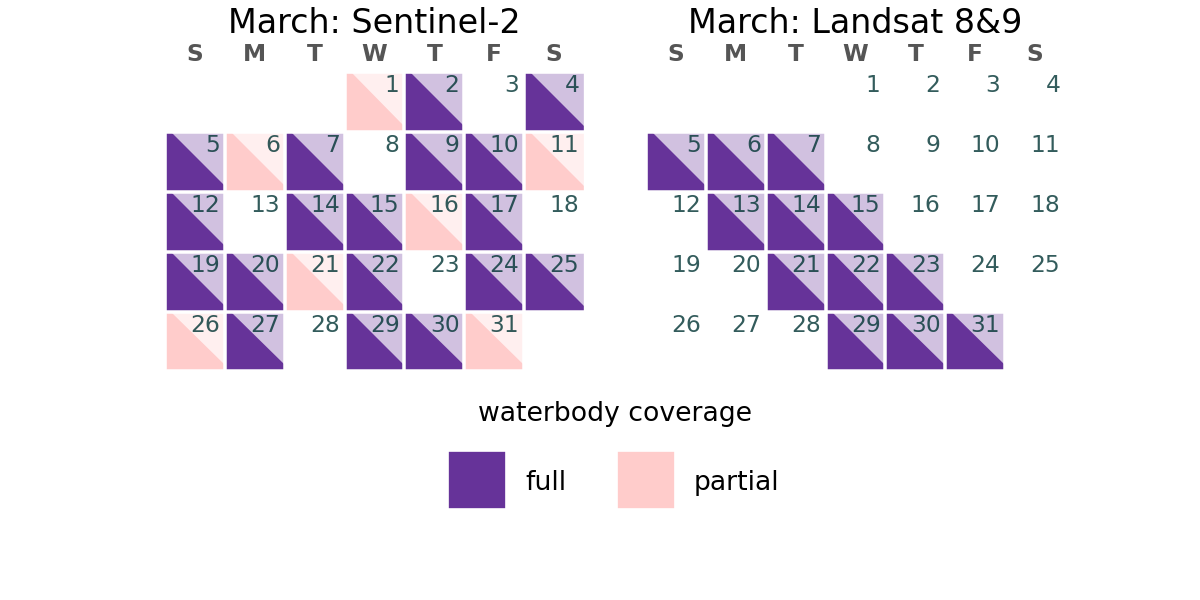 March: Sentinel-2
S M T W T F S
1 2 3 4
5 6 7 8 9 10 11
12 13 14 15 16 17 18
19 20 21 22 23 24 25
26 27 28 29 30 31
March: Landsat 8&9
S M T W T F S
1 2 3 4
5 6 7 8 9 10 11
12 13 14 15 16 17 18
19 20 21 22 23 24 25
26 27 28 29 30 31
waterbody coverage
full partial